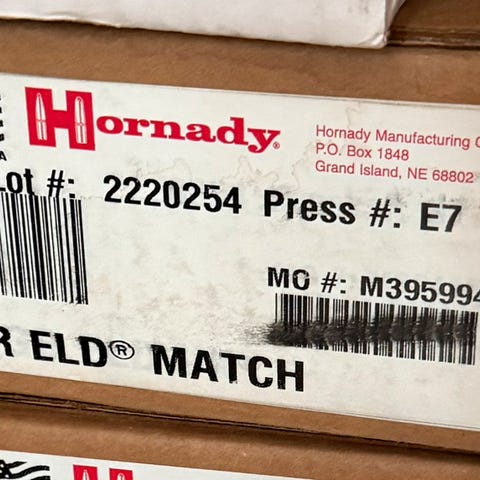 A
Hornady®
Hornady Manufacturing
P.O. Box 1848
Grand Island, NE 68802
Lot #: 2220254 Press #: E7
MO #: M395994
R ELD® MATCH